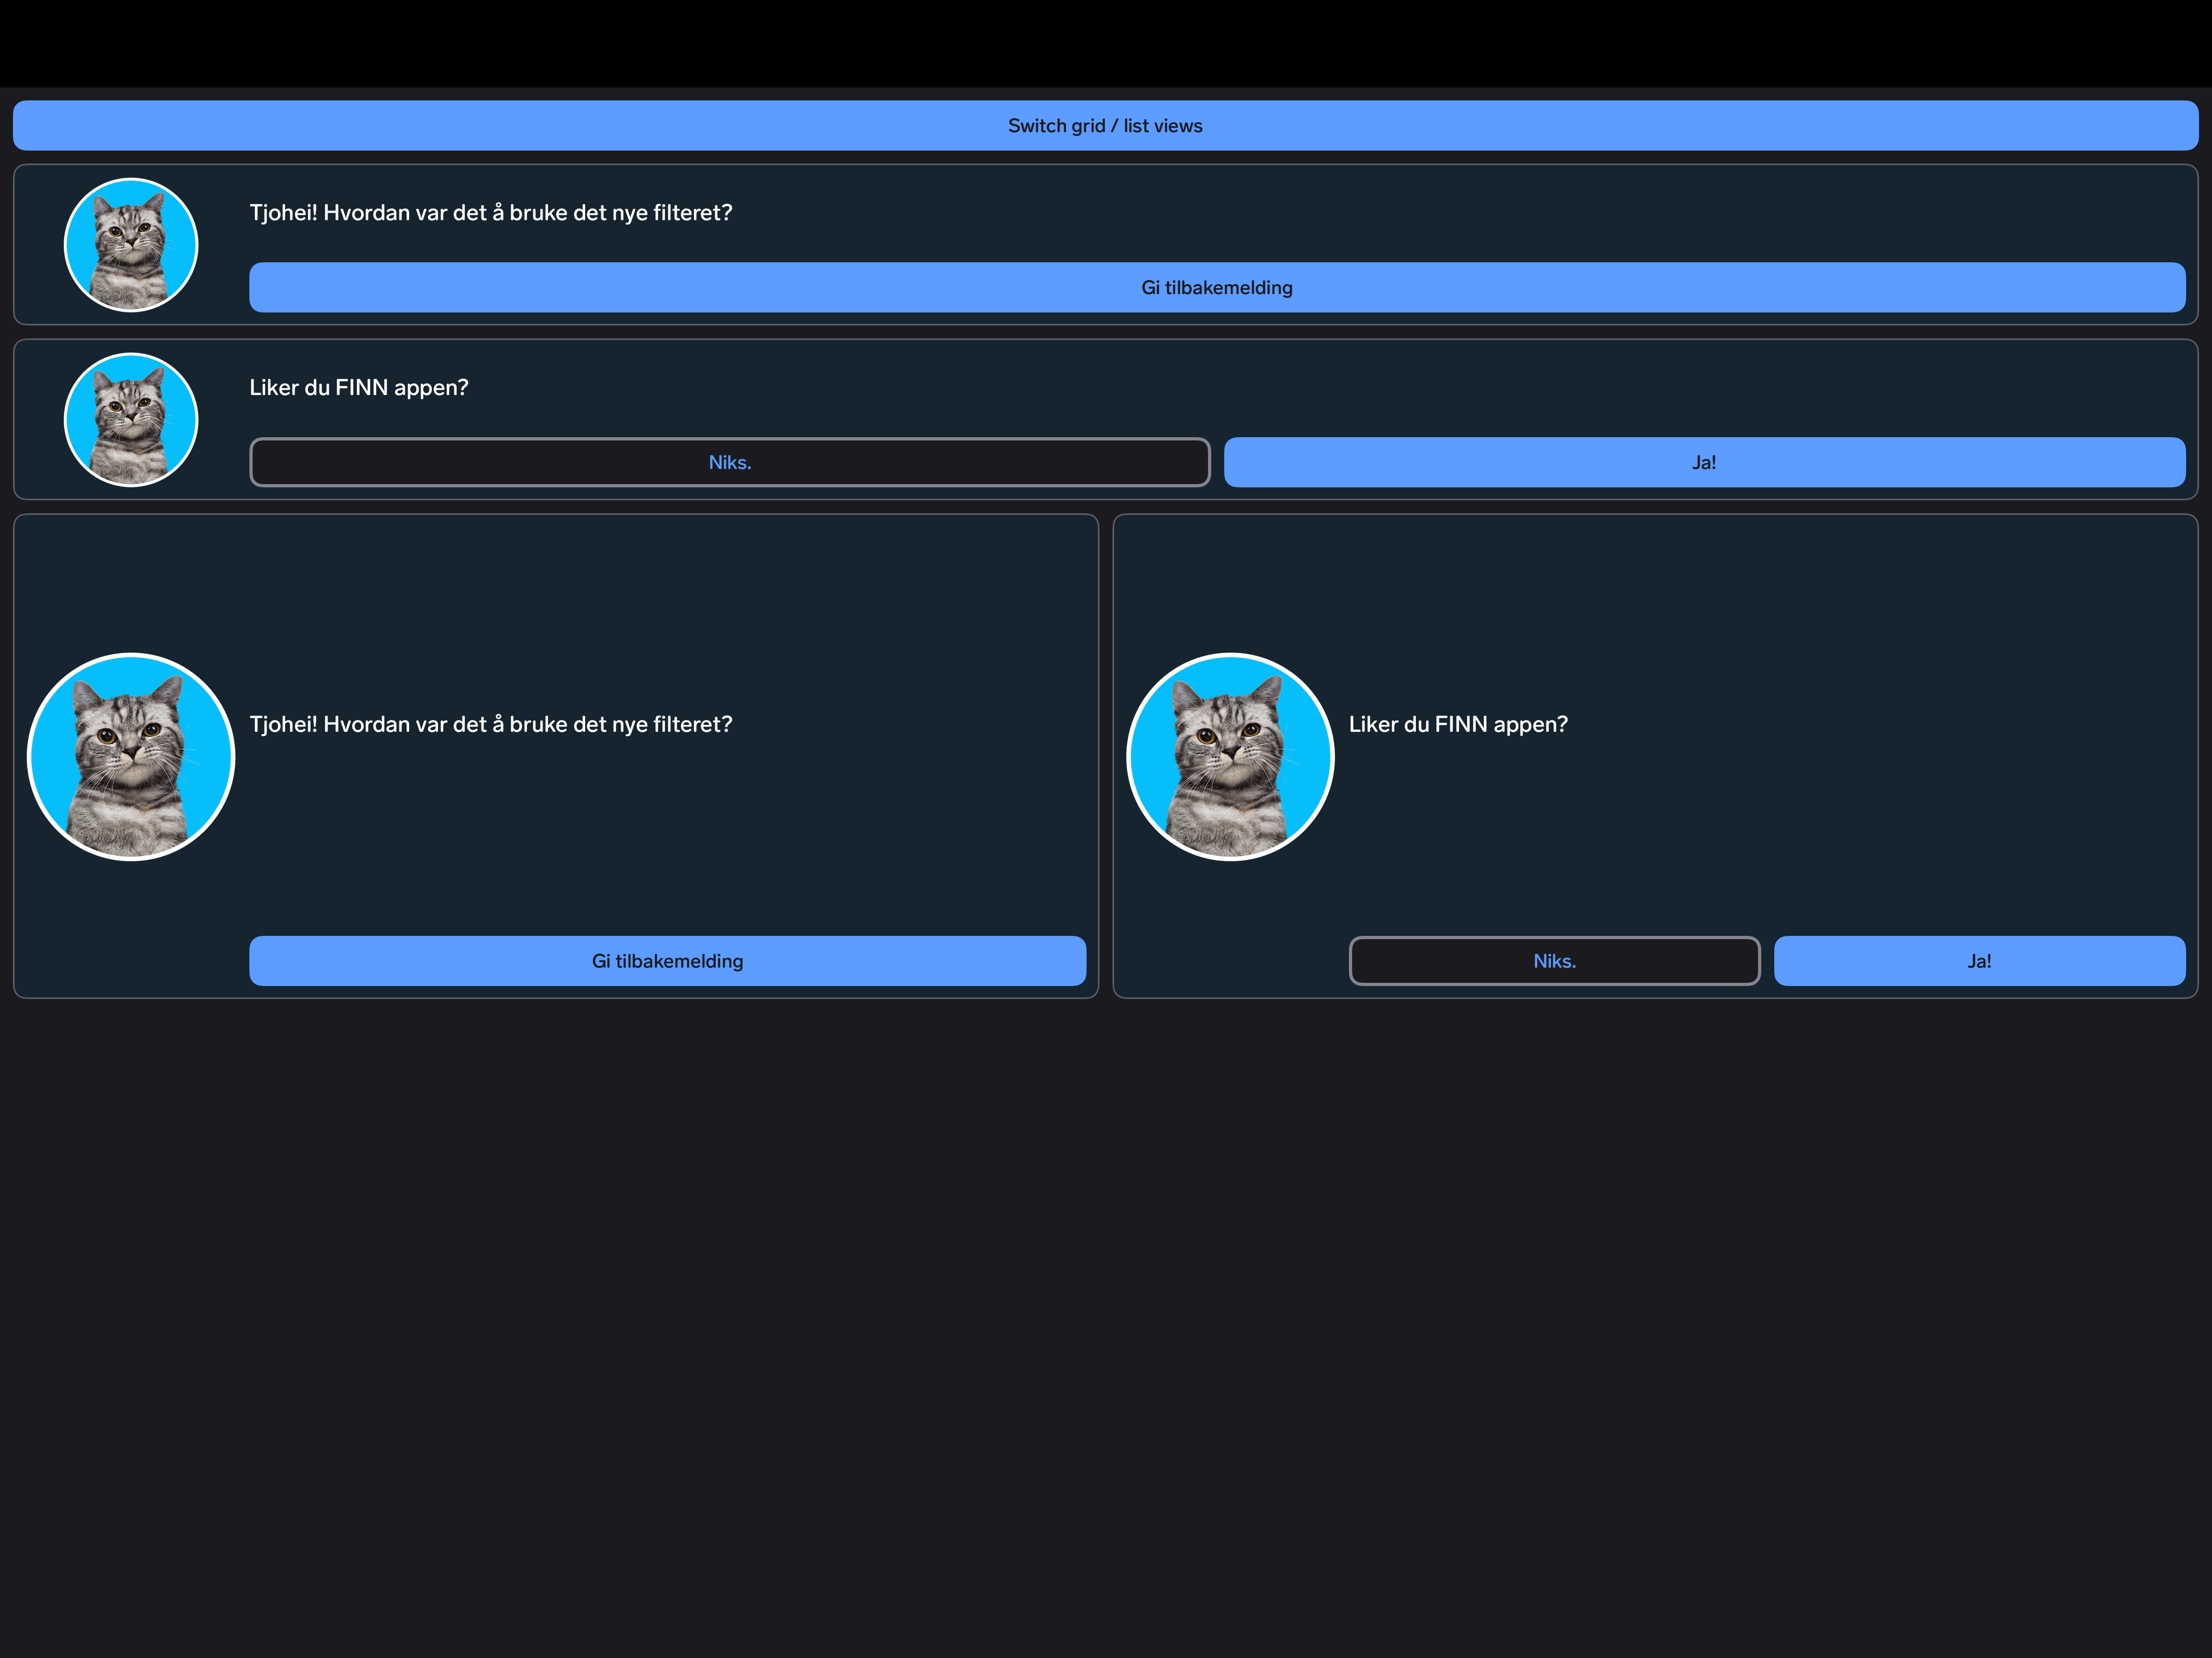 Switch grid / list views
Tjohei! Hvordan var det å bruke det nye filteret?
Gi tilbakemelding
Liker du FINN appen?
Niks.
Ja!
Tjohei! Hvordan var det å bruke det nye filteret?
Gi tilbakemelding
Liker du FINN appen?
Niks.
Ja!